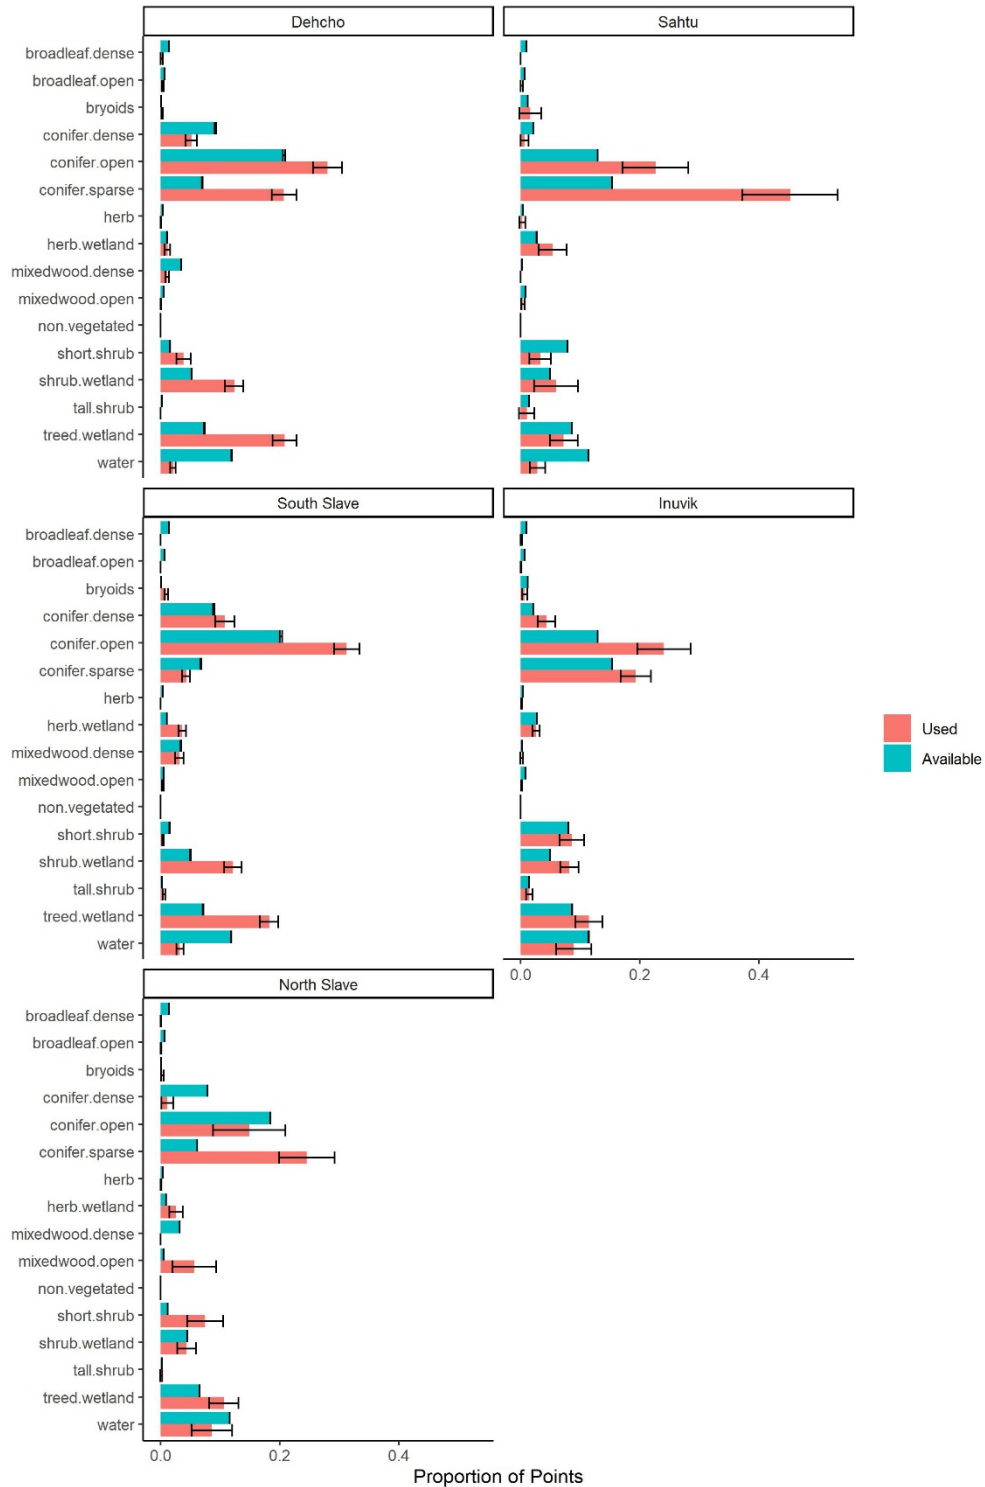 Dehcho
Sahtu
broadleaf.dense
broadleaf.open
bryoids
conifer.dense
conifer.open
conifer.sparse
herb
herb.wetland
mixedwood.dense
mixedwood.open
non.vegetated
short.shrub
shrub.wetland
tall.shrub
treed.wetland
water
South Slave
Inuvik
broadleaf.dense
broadleaf.open
bryoids
conifer.dense
conifer.open
conifer.sparse
herb
herb.wetland
mixedwood.dense
mixedwood.open
non.vegetated
short.shrub
shrub.wetland
tall.shrub
treed.wetland
water
0.0 0.2 0.4
Used
Available
North Slave
broadleaf.dense
broadleaf.open
bryoids
conifer.dense
conifer.open
conifer.sparse
herb
herb.wetland
mixedwood.dense
mixedwood.open
non.vegetated
short.shrub
shrub.wetland
tall.shrub
treed.wetland
water
0.0 0.2 0.4
Proportion of Points